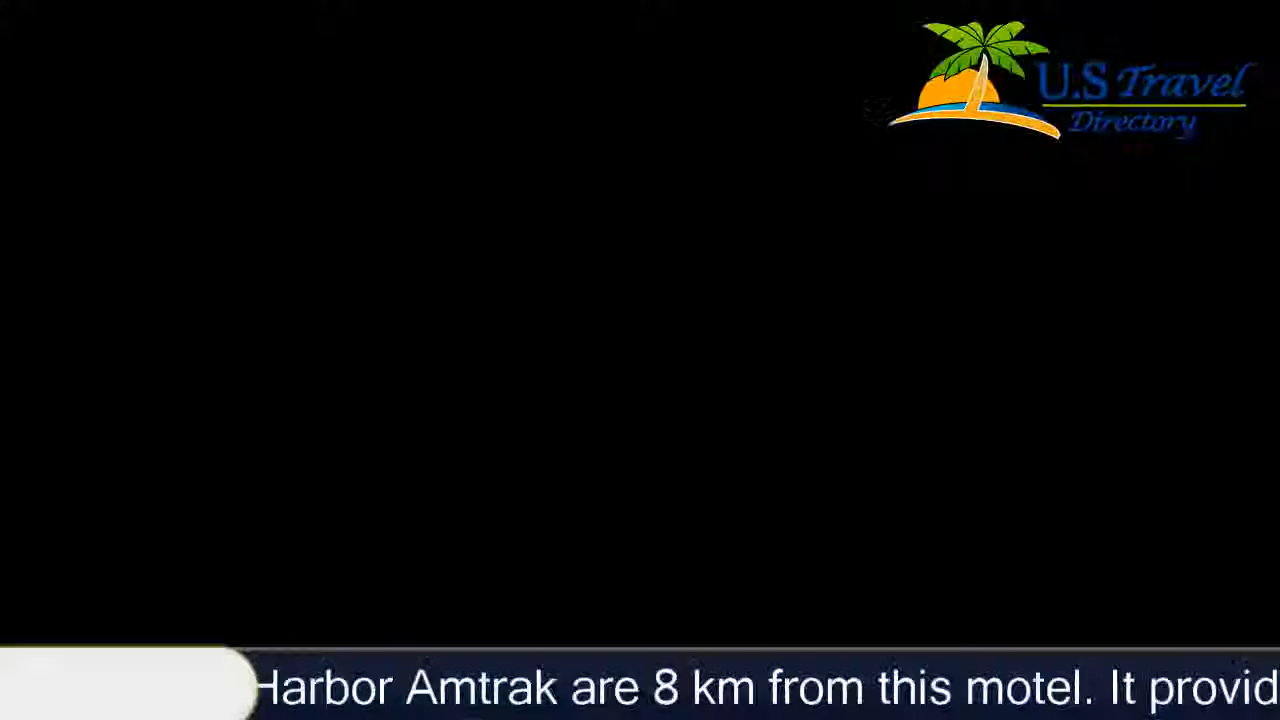 U.S Travel
Directory
Harbor Amtrak are 8 km from this motel. It provid